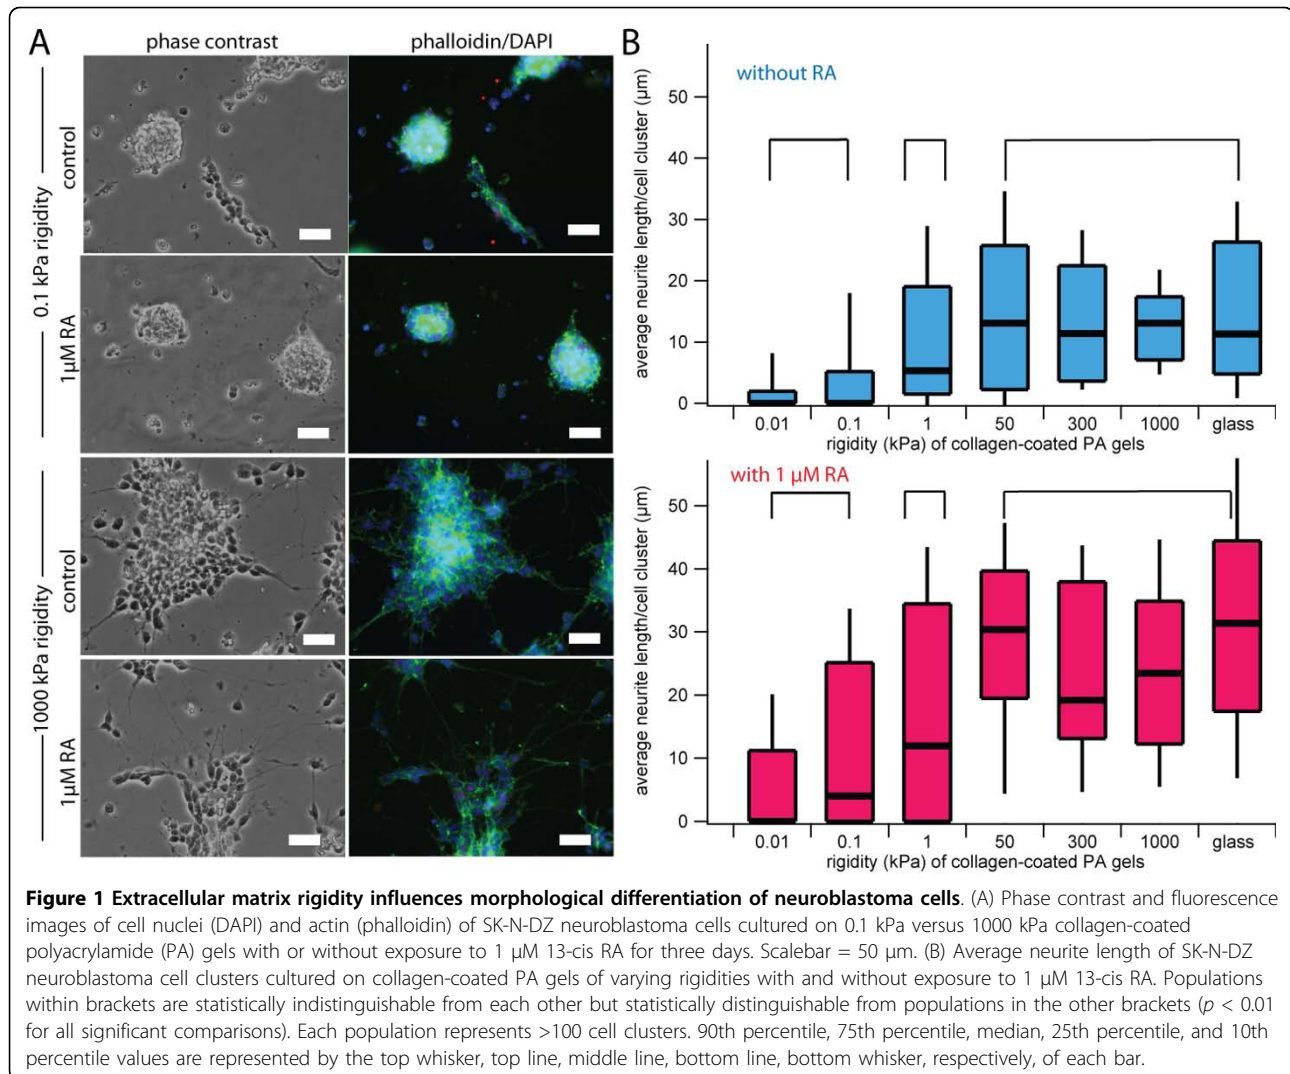 A
phase contrast
phalloidin/DAPI
0.1 kPa rigidity
control
1µM RA
1000 kPa rigidity
control
1µM RA
B
without RA
average neurite length/cell cluster (µm)
50
40
30
20
10
0
0.01 0.1 1 50 300 1000 glass
rigidity (kPa) of collagen-coated PA gels
with 1 µM RA
average neurite length/cell cluster (µm)
50
40
30
20
10
0
0.01 0.1 1 50 300 1000 glass
rigidity (kPa) of collagen-coated PA gels
Figure 1 Extracellular matrix rigidity influences morphological differentiation of neuroblastoma cells. (A) Phase contrast and fluorescence
images of cell nuclei (DAPI) and actin (phalloidin) of SK-N-DZ neuroblastoma cells cultured on 0.1 kPa versus 1000 kPa collagen-coated
polyacrylamide (PA) gels with or without exposure to 1 µM 13-cis RA for three days. Scalebar = 50 µm. (B) Average neurite length of SK-N-DZ
neuroblastoma cell clusters cultured on collagen-coated PA gels of varying rigidities with and without exposure to 1 µM 13-cis RA. Populations
within brackets are statistically indistinguishable from each other but statistically distinguishable from populations in the other brackets (p < 0.01
for all significant comparisons). Each population represents >100 cell clusters. 90th percentile, 75th percentile, median, 25th percentile, and 10th
percentile values are represented by the top whisker, top line, middle line, bottom line, bottom whisker, respectively, of each bar.